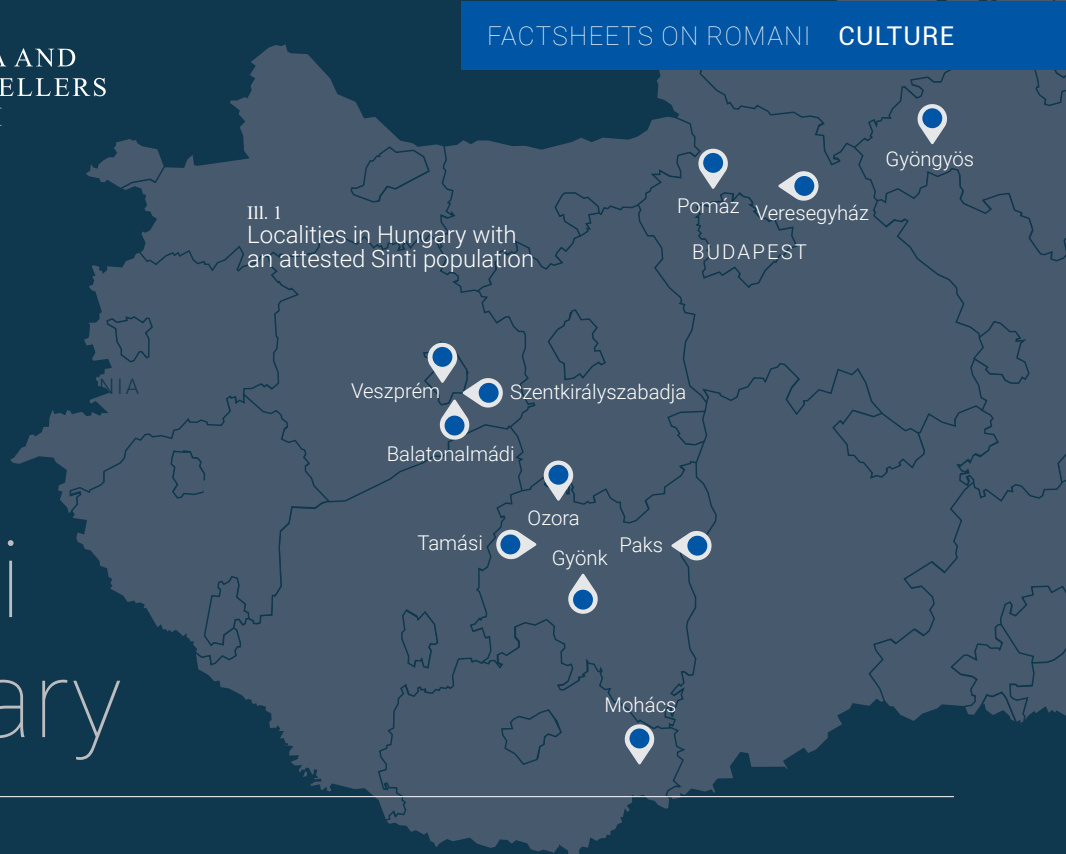 FACTSHEETS ON ROMANI CULTURE
A AND
ELLERS
Gyöngyös
Pomáz
Veresegyház
Ill. 1
Localities in Hungary with
an attested Sinti population
BUDAPEST
NIA
Veszprém
Szentkirályszabadja
Balatonalmádi
Ozora
Tamási
Gyönk
Paks
i
ary
Mohács